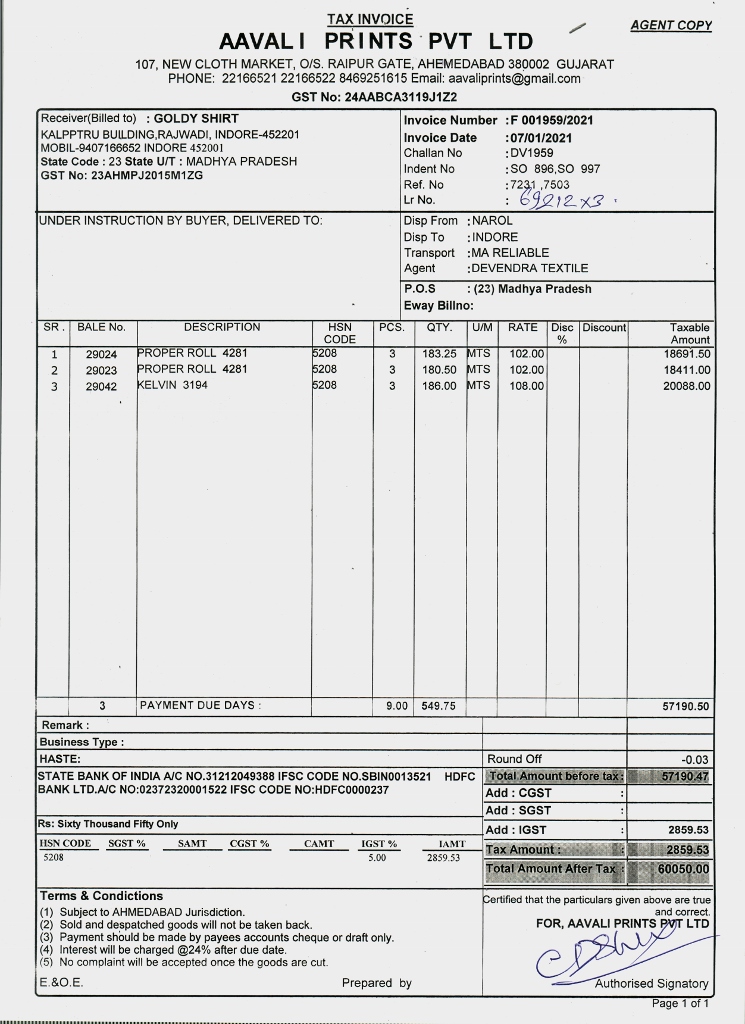 TAX INVOICE
AGENT COPY
AAVALI PRINTS PVT LTD
107, NEW CLOTH MARKET, O/S. RAIPUR GATE, AHEMEDABAD 380002 GUJARAT
PHONE: 22166521 22166522 8469251615 Email: aavaliprints@gmail.com
GST No: 24AABCA3119J1Z2
Receiver(Billed to) : GOLDY SHIRT
KALPPTRU BUILDING,RAJWADI, INDORE-452201
MOBIL-9407166652 INDORE 452001
State Code : 23 State U/T : MADHYA PRADESH
GST No: 23AHMPJ2015M1ZG
Invoice Number : F 001959/2021
Invoice Date : 07/01/2021
Challan No : DV1959
Indent No : SO 896,SO 997
Ref. No : 7231 ,7503
Lr No. : 69212x3
UNDER INSTRUCTION BY BUYER, DELIVERED TO:
Disp From : NAROL
Disp To : INDORE
Transport : MA RELIABLE
Agent : DEVENDRA TEXTILE
P.O.S : (23) Madhya Pradesh
Eway Billno:
SR. BALE No. DESCRIPTION HSN CODE PCS. QTY. U/M RATE Disc % Discount Taxable Amount
1 29024 PROPER ROLL 4281 5208 3 183.25 MTS 102.00 18691.50
2 29023 PROPER ROLL 4281 5208 3 180.50 MTS 102.00 18411.00
3 29042 KELVIN 3194 5208 3 186.00 MTS 108.00 20088.00
3 PAYMENT DUE DAYS : 9.00 549.75 57190.50
Remark :
Business Type :
HASTE:
Round Off -0.03
STATE BANK OF INDIA A/C NO.31212049388 IFSC CODE NO.SBIN0013521 HDFC
BANK LTD.A/C NO:02372320001522 IFSC CODE NO:HDFC0000237
Total Amount before tax : 57190.47
Add : CGST :
Add : SGST :
Add : IGST : 2859.53
Tax Amount : 2859.53
Total Amount After Tax : 60050.00
Rs: Sixty Thousand Fifty Only
HSN CODE SGST % SAMT CGST % CAMT IGST % IAMT
5208 5.00 2859.53
Terms & Conditions
(1) Subject to AHMEDABAD Jurisdiction.
(2) Sold and despatched goods will not be taken back.
(3) Payment should be made by payees accounts cheque or draft only.
(4) Interest will be charged @24% after due date.
(5) No complaint will be accepted once the goods are cut.
E.&O.E. Prepared by
Certified that the particulars given above are true
and correct.
FOR, AAVALI PRINTS PVT LTD
Authorised Signatory
Page 1 of 1